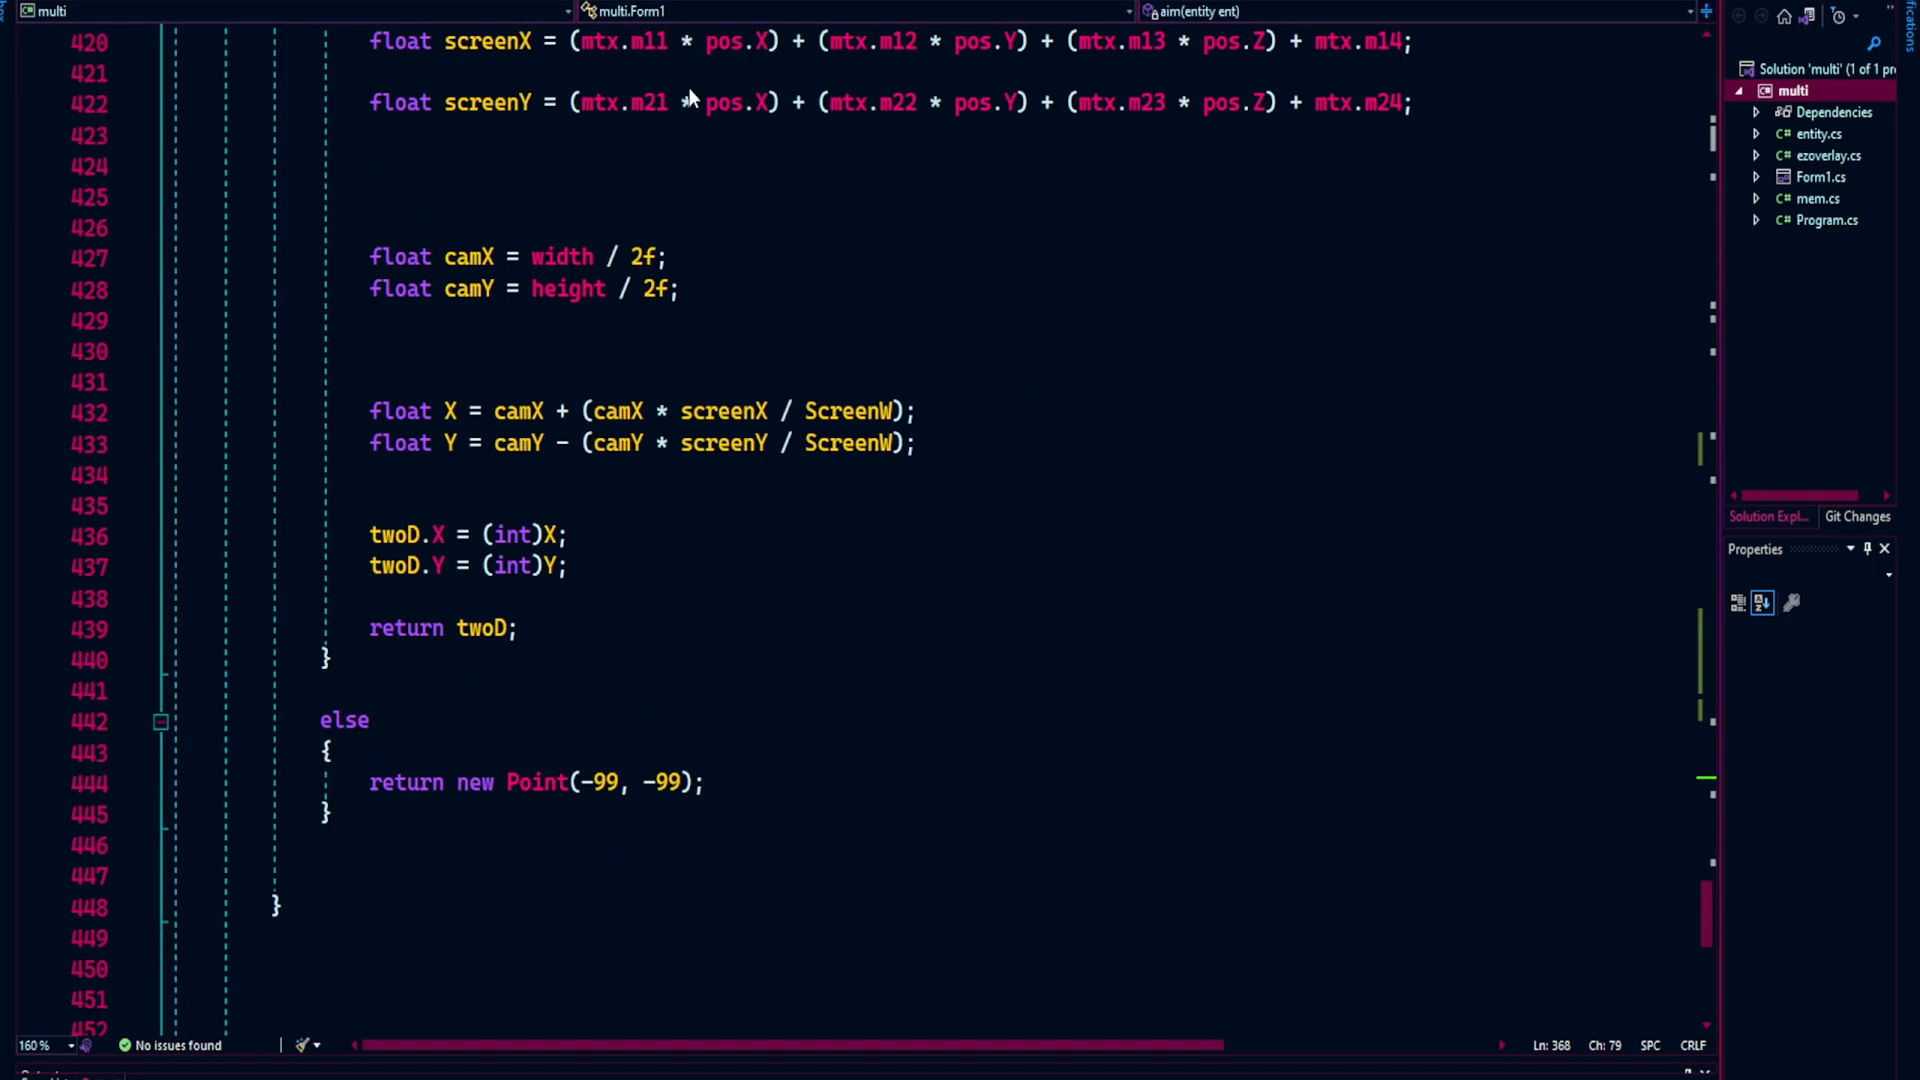 multi
multi.Form1
aim(entity ent)
420 float screenX = (mtx.m11 * pos.X) + (mtx.m12 * pos.Y) + (mtx.m13 * pos.Z) + mtx.m14;
421
422 float screenY = (mtx.m21 * pos.X) + (mtx.m22 * pos.Y) + (mtx.m23 * pos.Z) + mtx.m24;
423
424
425
426
427 float camX = width / 2f;
428 float camY = height / 2f;
429
430
431
432 float X = camX + (camX * screenX / ScreenW);
433 float Y = camY - (camY * screenY / ScreenW);
434
435
436 twoD.X = (int)X;
437 twoD.Y = (int)Y;
438
439 return twoD;
440 }
441
442 else
443 {
444 return new Point(-99, -99);
445 }
446
447
448 }
449
450
451
452
160 %
No issues found
Ln: 368
Ch: 79
SPC
CRLF
Solution 'multi' (1 of 1 pr
multi
Dependencies
C# entity.cs
C# ezoverlay.cs
Form1.cs
C# mem.cs
C# Program.cs
Solution Expl...
Git Changes
Properties
fications